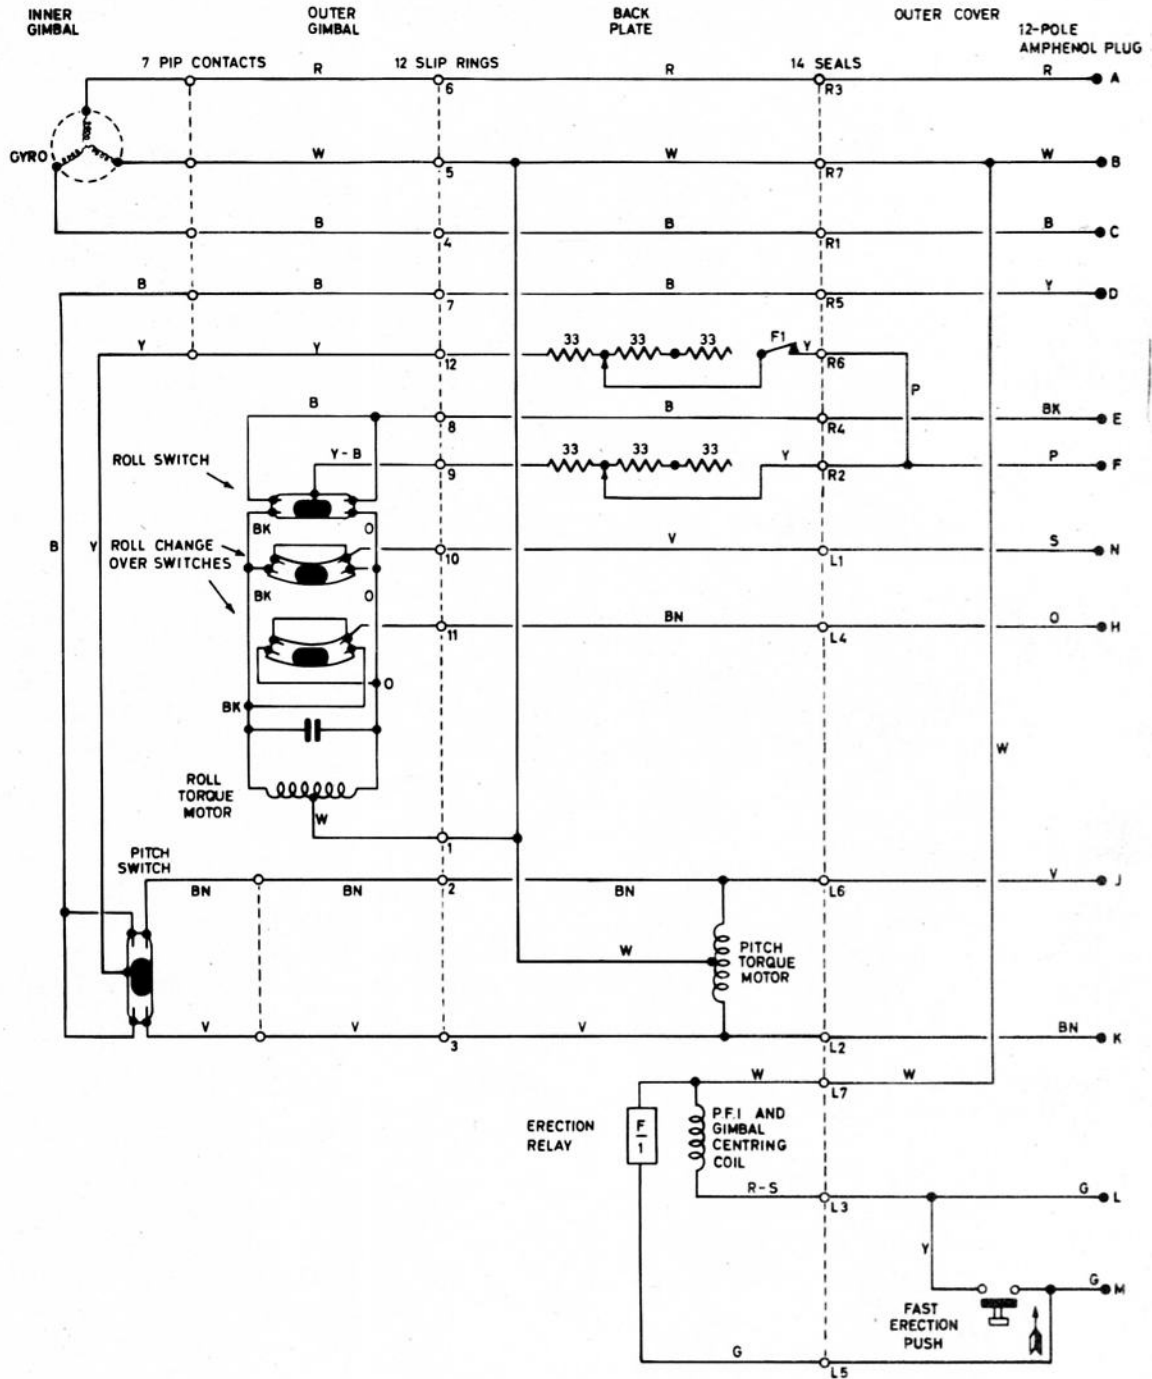 INNER GIMBAL
OUTER GIMBAL
BACK PLATE
OUTER COVER
12-POLE AMPHENOL PLUG
7 PIP CONTACTS
12 SLIP RINGS
14 SEALS
R
6
R
R3
R
A
GYRO
W
5
W
R7
W
B
B
4
B
R1
B
C
B
B
7
B
R5
Y
D
Y
Y
12
33
33
33
F1
Y
R6
P
B
8
B
R4
BK
E
ROLL SWITCH
Y-B
9
33
33
33
Y
R2
P
F
BK
O
B
Y
ROLL CHANGE OVER SWITCHES
10
V
L1
S
N
BK
O
11
BN
L4
O
H
O
BK
W
ROLL TORQUE MOTOR
W
1
PITCH SWITCH
BN
BN
2
BN
L6
V
J
W
PITCH TORQUE MOTOR
V
V
3
V
L2
BN
K
W
L7
W
ERECTION RELAY
F
1
P.F.I AND GIMBAL CENTRING COIL
R-S
L3
G
L
Y
G
M
FAST ERECTION PUSH
G
L5